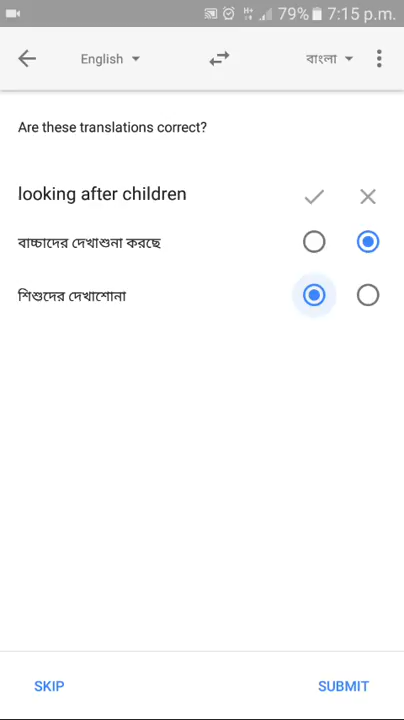 79% 7:15 p.m.
English বাংলা
Are these translations correct?
looking after children
বাচ্চাদের দেখাশুনা করছে
শিশুদের দেখাশোনা
SKIP SUBMIT